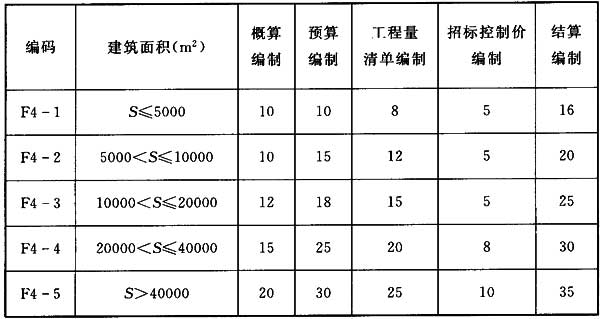 编码 建筑面积(m²) 概算编制 预算编制 工程量清单编制 招标控制价编制 结算编制
F4-1 S≤5000 10 10 8 5 16
F4-2 5000<S≤10000 10 15 12 5 20
F4-3 10000<S≤20000 12 18 15 5 25
F4-4 20000<S≤40000 15 25 20 8 30
F4-5 S>40000 20 30 25 10 35